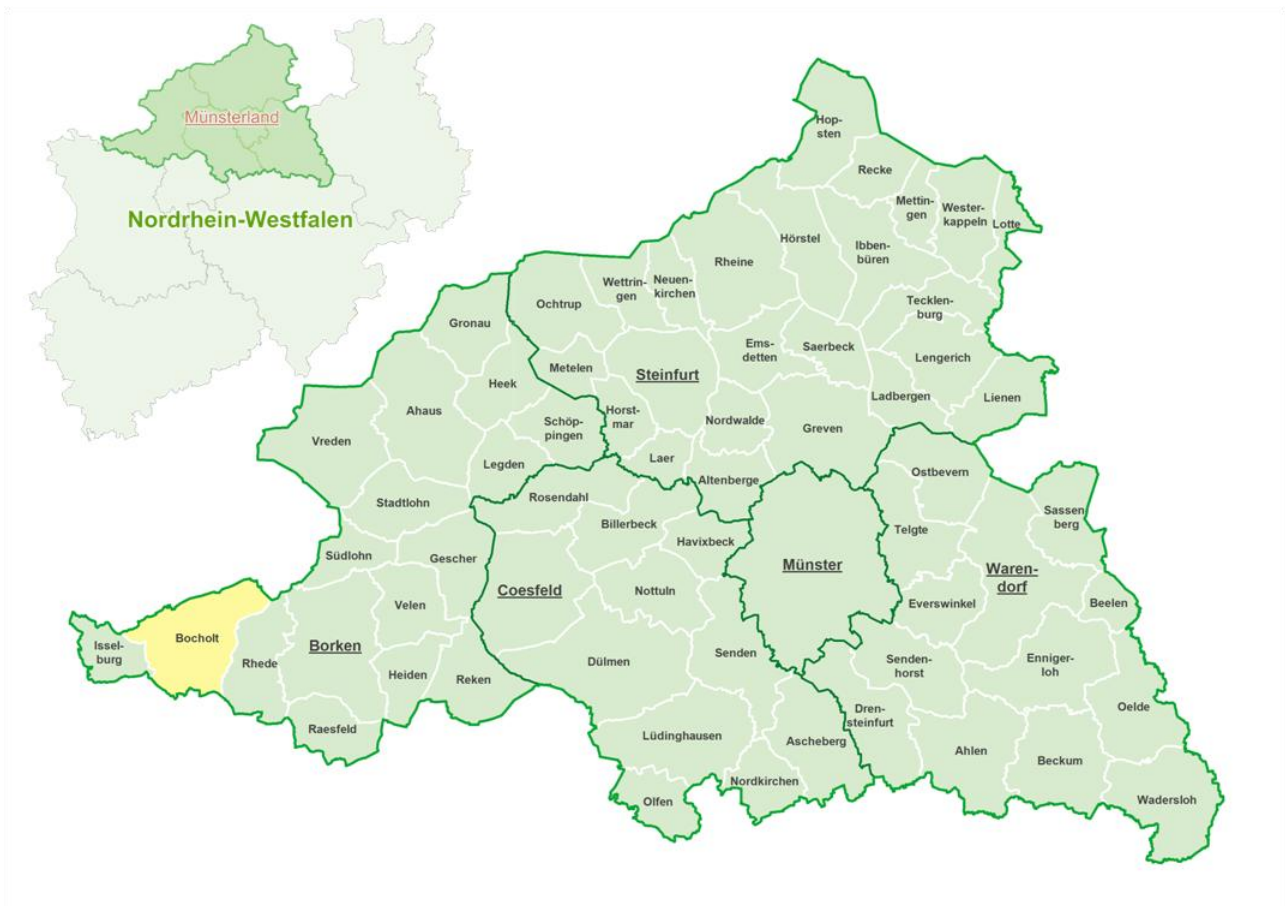 Münsterland
Nordrhein-Westfalen
Hop-
sten
Recke
Mettin-
gen
Wester-
kappeln
Lotte
Hörstel
Ibben-
büren
Rheine
Wettrin-
gen
Neuen-
kirchen
Ochtrup
Tecklen-
burg
Gronau
Ems-
detten
Saerbeck
Lengerich
Metelen
Steinfurt
Heek
Ladbergen
Lienen
Ahaus
Horst-
mar
Nordwalde
Greven
Schöp-
pingen
Vreden
Laer
Legden
Altenberge
Ostbevern
Stadtlohn
Rosendahl
Billerbeck
Sassen
berg
Telgte
Havixbeck
Südlohn
Gescher
Münster
Waren-
dorf
Coesfeld
Nottuln
Velen
Everswinkel
Beelen
Bocholt
Issel-
burg
Rhede
Borken
Senden
Dülmen
Senden-
horst
Enniger-
loh
Heiden
Reken
Oelde
Dren-
steinfurt
Raesfeld
Lüdinghausen
Ascheberg
Ahlen
Beckum
Nordkirchen
Olfen
Wadersloh